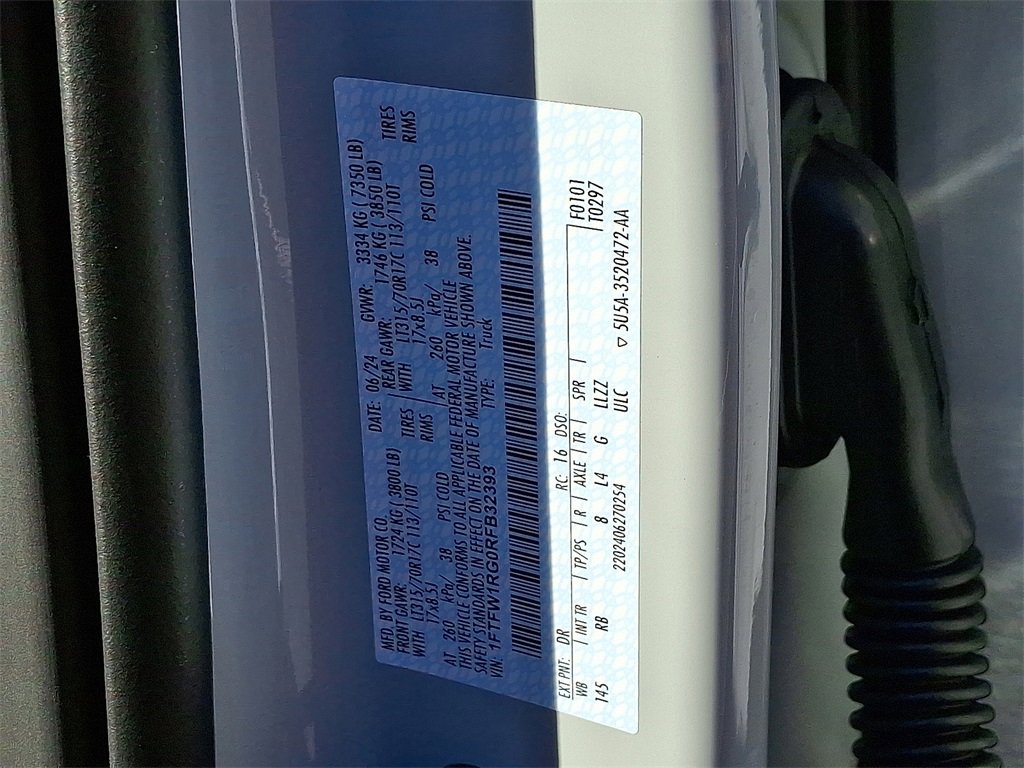 MFD. BY FORD MOTOR CO.
DATE: 06/24 GVWR: 3334 KG ( 7350 LB)
FRONT GAWR: 1724 KG ( 3800 LB) REAR GAWR: 1746 KG ( 3850 LB)
WITH LT315/70R17C 113/110T TIRES WITH LT315/70R17C 113/110T TIRES
17x8.5J RIMS 17x8.5J RIMS
AT 260 kPa/ 38 PSI COLD AT 260 kPa/ 38 PSI COLD
THIS VEHICLE CONFORMS TO ALL APPLICABLE FEDERAL MOTOR VEHICLE
SAFETY STANDARDS IN EFFECT ON THE DATE OF MANUFACTURE SHOWN ABOVE.
VIN: 1FTFW1RG0RFB32393 TYPE: Truck
EXT PNT: DR RC: 16 DSO: F0101
WB INT TR TP/PS R AXLE TR SPR T0297
145 RB 8 L4 G LLZZ
ULC
2202406270254 ▽ 5U5A-3520472-AA